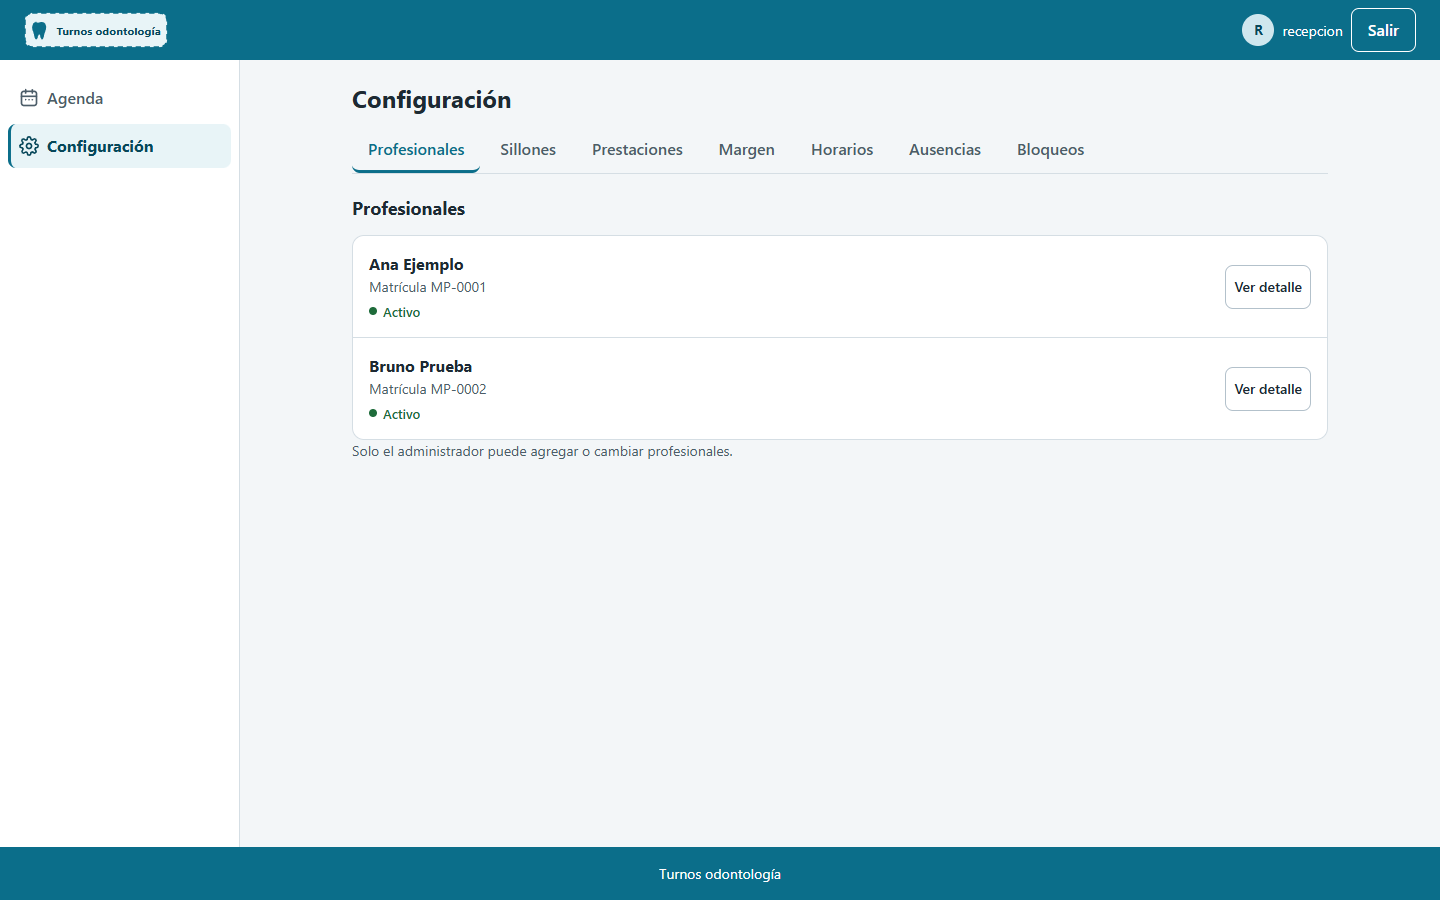 Turnos odontología
R
recepcion
Salir
Agenda
Configuración
Configuración
Profesionales
Sillones
Prestaciones
Margen
Horarios
Ausencias
Bloqueos
Profesionales
Ana Ejemplo
Matrícula MP-0001
Activo
Ver detalle
Bruno Prueba
Matrícula MP-0002
Activo
Ver detalle
Solo el administrador puede agregar o cambiar profesionales.
Turnos odontología